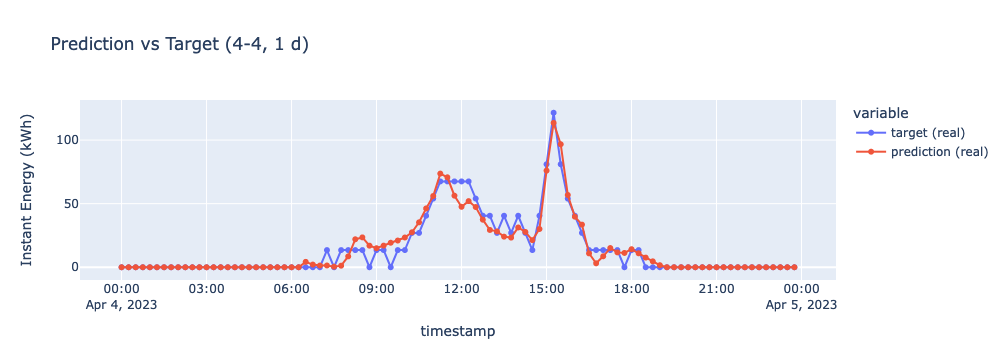 Prediction vs Target (4-4, 1 d)
Instant Energy (kWh)
100
50
0
00:00 03:00 06:00 09:00 12:00 15:00 18:00 21:00 00:00
Apr 4, 2023 Apr 5, 2023
timestamp
variable
target (real)
prediction (real)